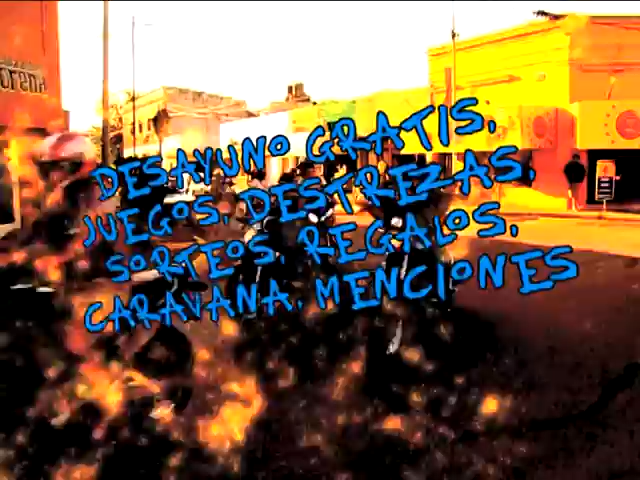 DESAYUNO GRATIS,
JUEGOS, DESTREZAS,
SORTEOS, REGALOS,
CARAVANA, MENCIONES